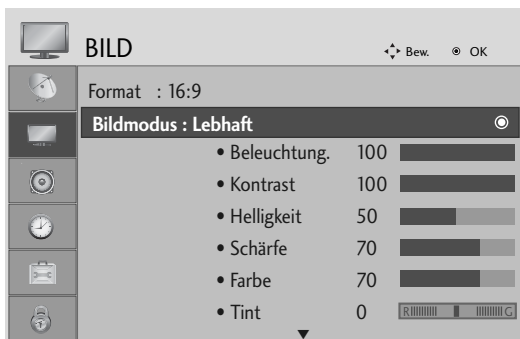 BILD
Bew. OK
Format : 16:9
Bildmodus : Lebhaft
• Beleuchtung. 100
• Kontrast 100
• Helligkeit 50
• Schärfe 70
• Farbe 70
• Tint 0 R G